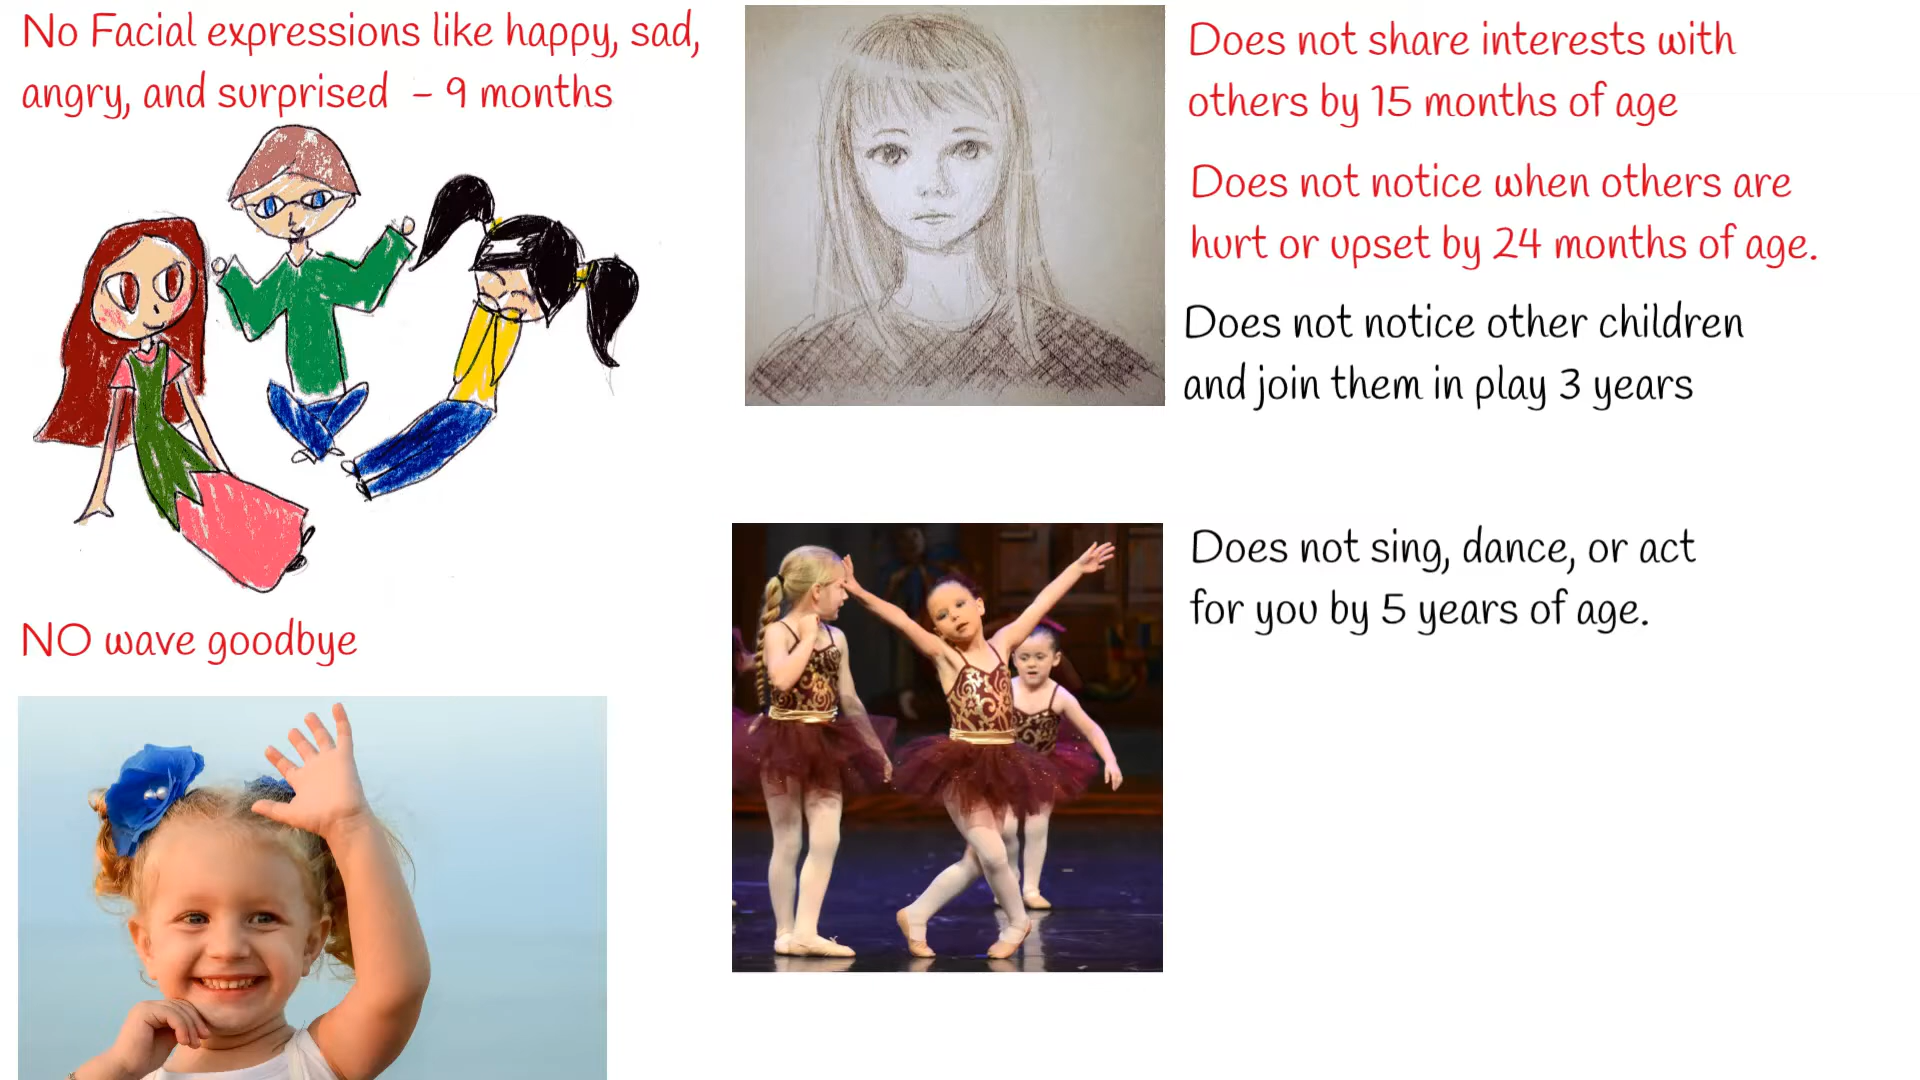 No Facial expressions like happy, sad,
angry, and surprised - 9 months
NO wave goodbye
Does not share interests with
others by 15 months of age
Does not notice when others are
hurt or upset by 24 months of age.
Does not notice other children
and join them in play 3 years
Does not sing, dance, or act
for you by 5 years of age.